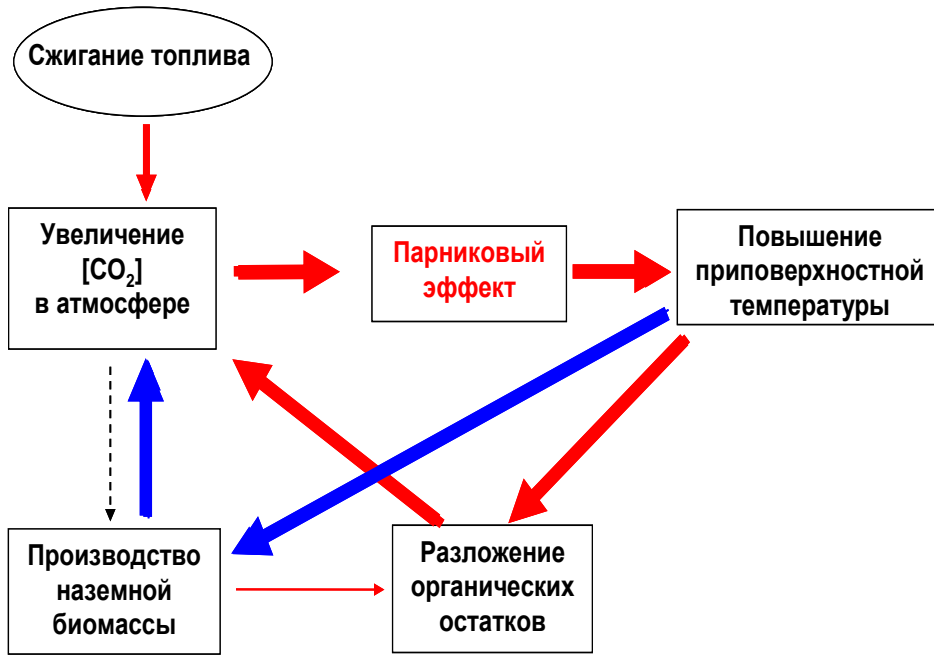 Сжигание топлива
Увеличение
[CO₂]
в атмосфере
Парниковый
эффект
Повышение
приповерхностной
температуры
Производство
наземной
биомассы
Разложение
органических
остатков